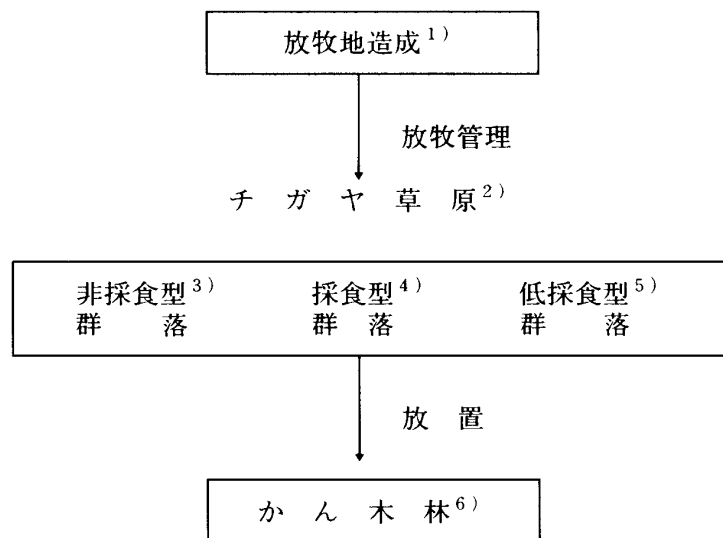 放牧地造成1)
放牧管理
チガヤ草原2)
非採食型3) 採食型4) 低採食型5)
群落 群落 群落
放置
かん木林6)